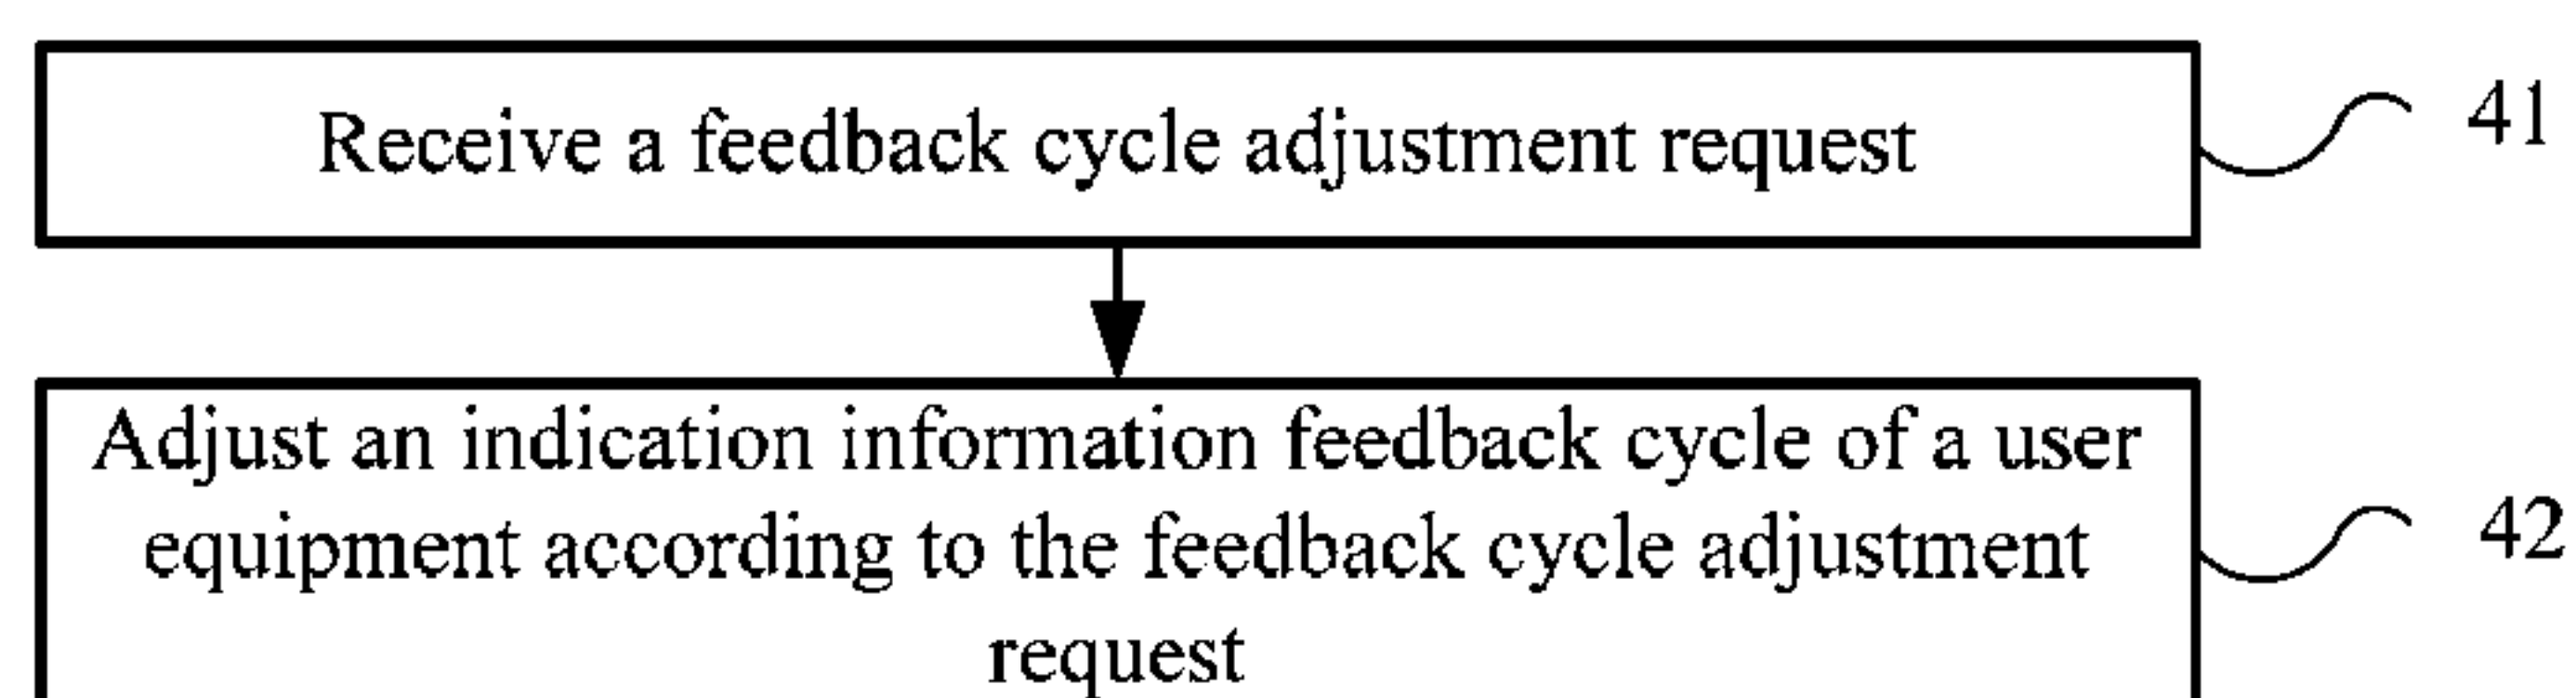 Receive a feedback cycle adjustment request
41
Adjust an indication information feedback cycle of a user
equipment according to the feedback cycle adjustment
request
42